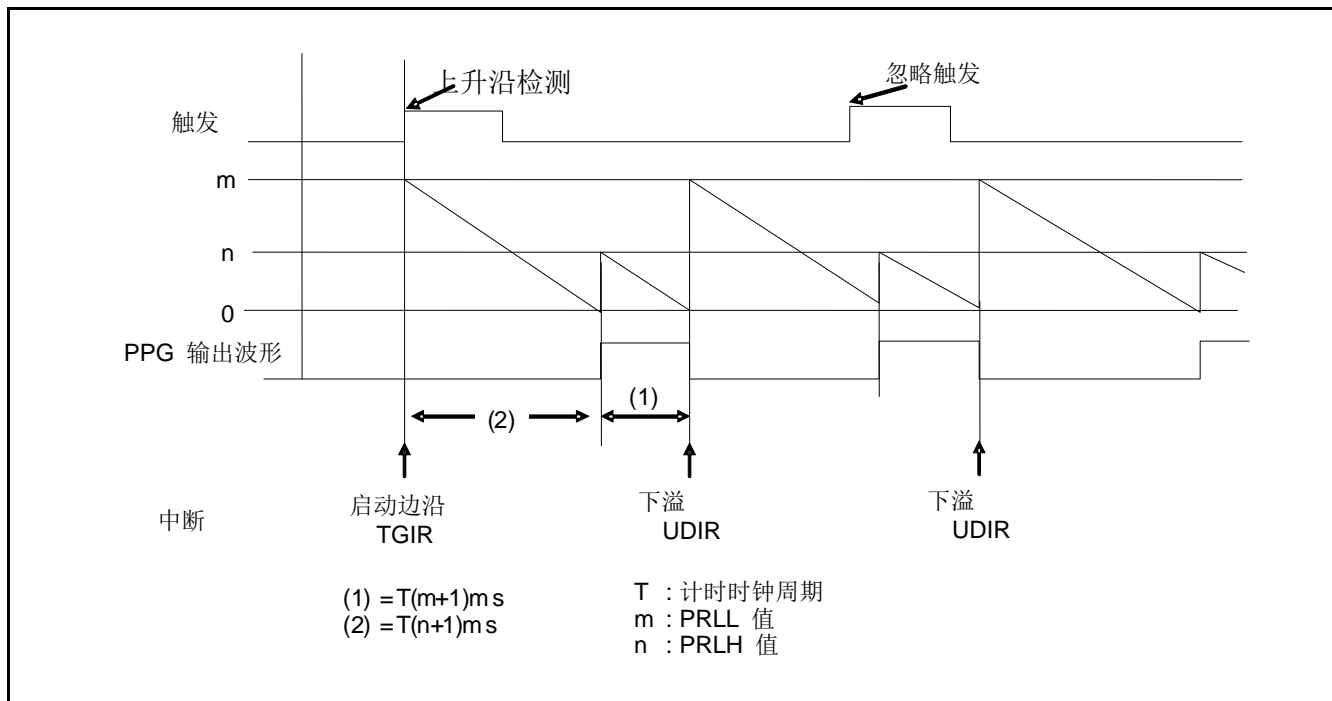 上升沿检测
忽略触发
触发
m
n
0
PPG 输出波形
(1)
(2)
中断
启动边沿
TGIR
下溢
UDIR
下溢
UDIR
(1) =T(m+1)ms
(2) =T(n+1)ms
T : 计时时钟周期
m : PRLL 值
n : PRLH 值